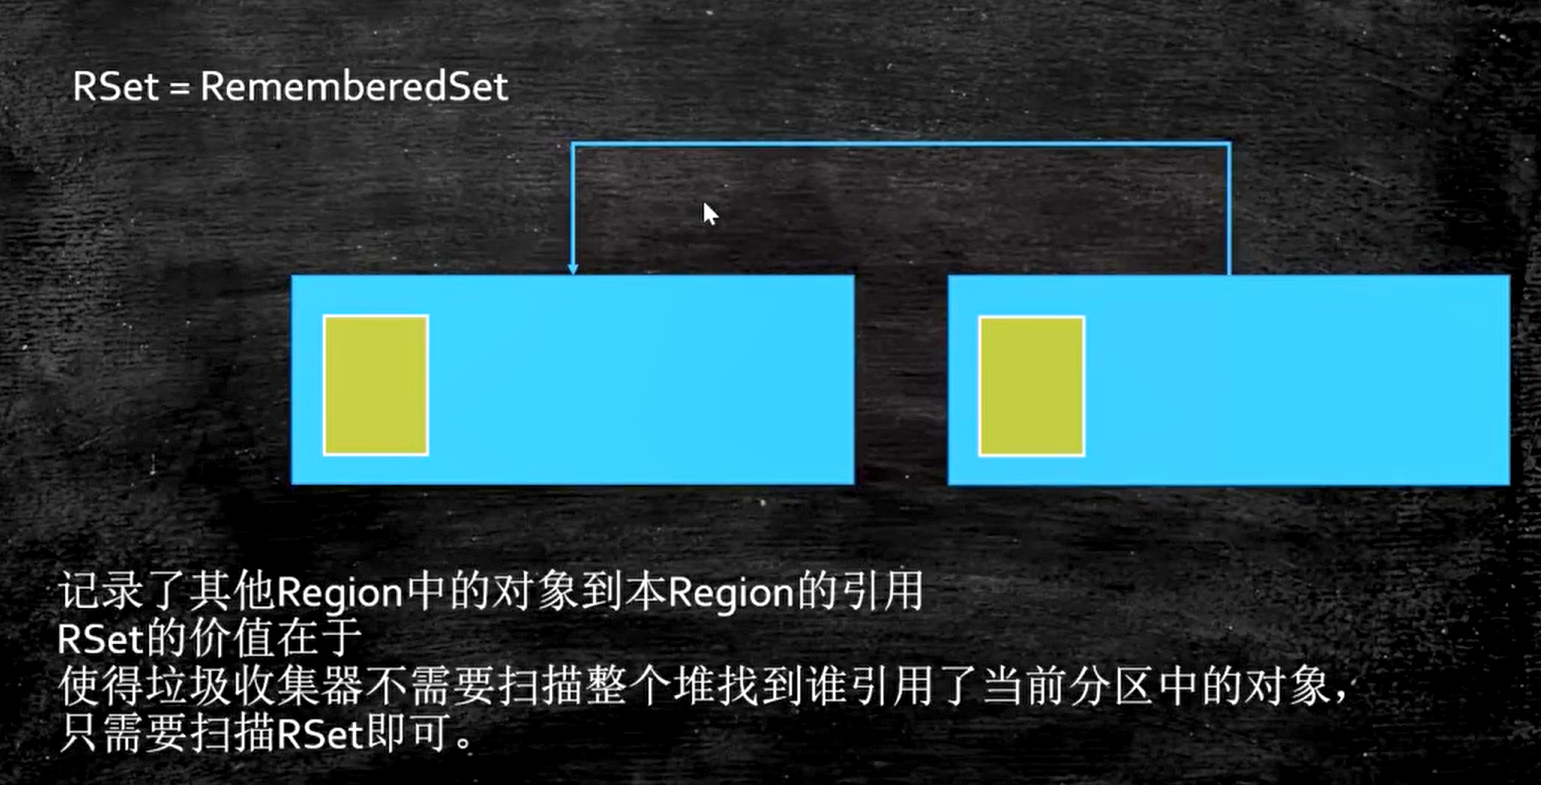 RSet = RememberedSet
记录了其他Region中的对象到本Region的引用
RSet的价值在于
使得垃圾收集器不需要扫描整个堆找到谁引用了当前分区中的对象，
只需要扫描RSet即可。